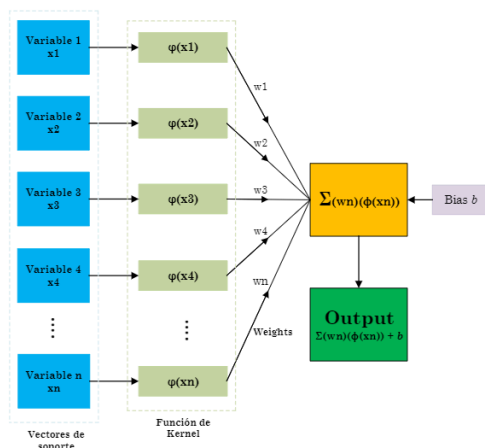 Variable 1
x1
φ(x1)
w1
Variable 2
x2
φ(x2)
w2
Variable 3
x3
φ(x3)
w3
Σ(wn)(ϕ(xn))
Bias b
Variable 4
x4
φ(x4)
w4
wn
Weights
Output
Σ(wn)(ϕ(xn)) + b
Variable n
xn
φ(xn)
Vectores de
soporte
Función de
Kernel